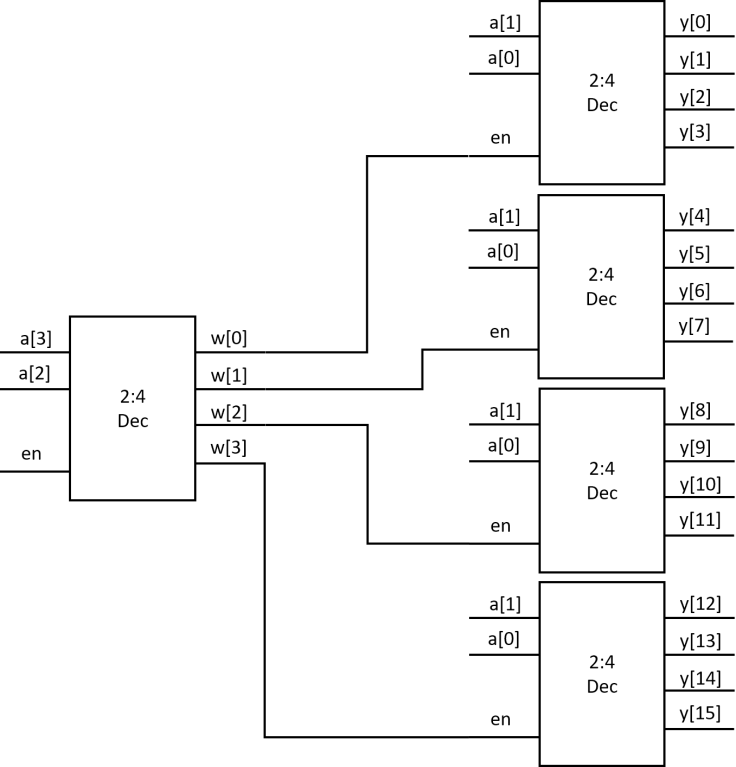 a[1]
a[0]
en
2:4
Dec
y[0]
y[1]
y[2]
y[3]
a[1]
a[0]
en
2:4
Dec
y[4]
y[5]
y[6]
y[7]
a[3]
a[2]
en
2:4
Dec
w[0]
w[1]
w[2]
w[3]
a[1]
a[0]
en
2:4
Dec
y[8]
y[9]
y[10]
y[11]
a[1]
a[0]
en
2:4
Dec
y[12]
y[13]
y[14]
y[15]